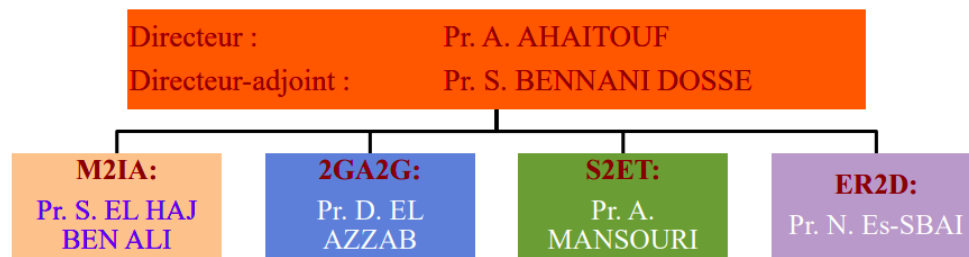 Directeur : Pr. A. AHAITOUF
Directeur-adjoint : Pr. S. BENNANI DOSSE
M2IA:
Pr. S. EL HAJ
BEN ALI
2GA2G:
Pr. D. EL
AZZAB
S2ET:
Pr. A.
MANSOURI
ER2D:
Pr. N. Es-SBAI